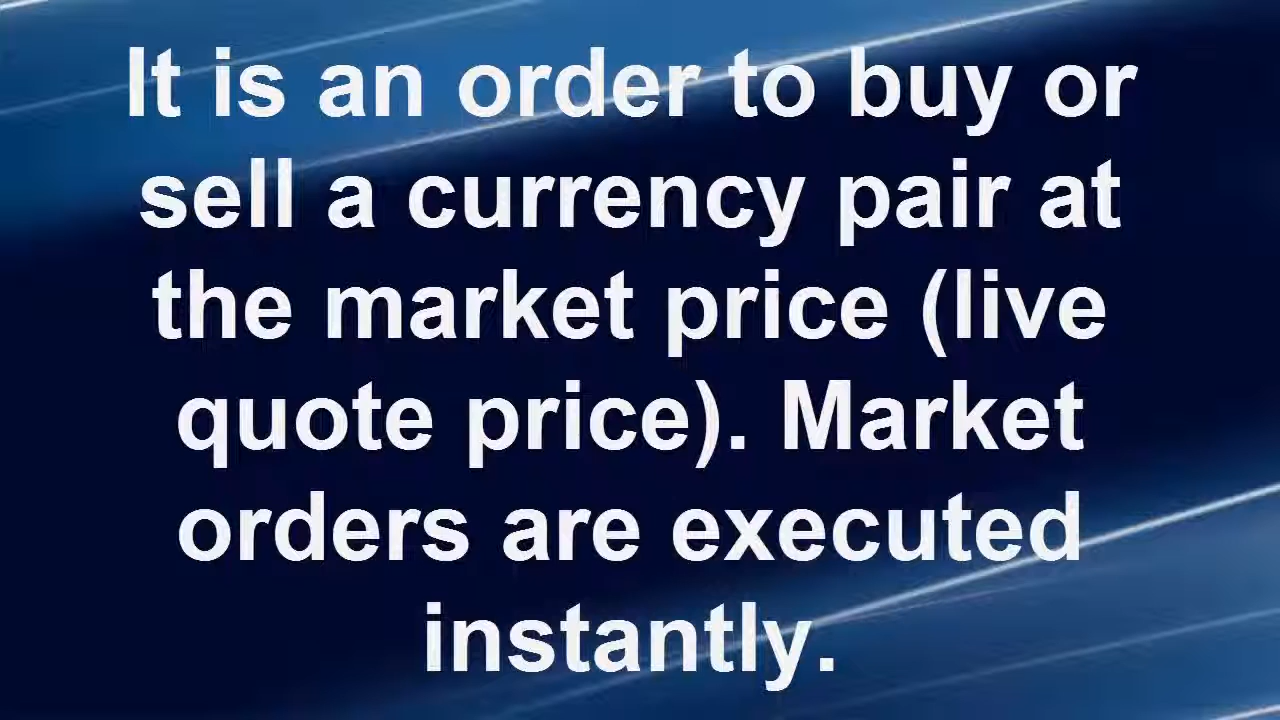 It is an order to buy or
sell a currency pair at
the market price (live
quote price). Market
orders are executed
instantly.